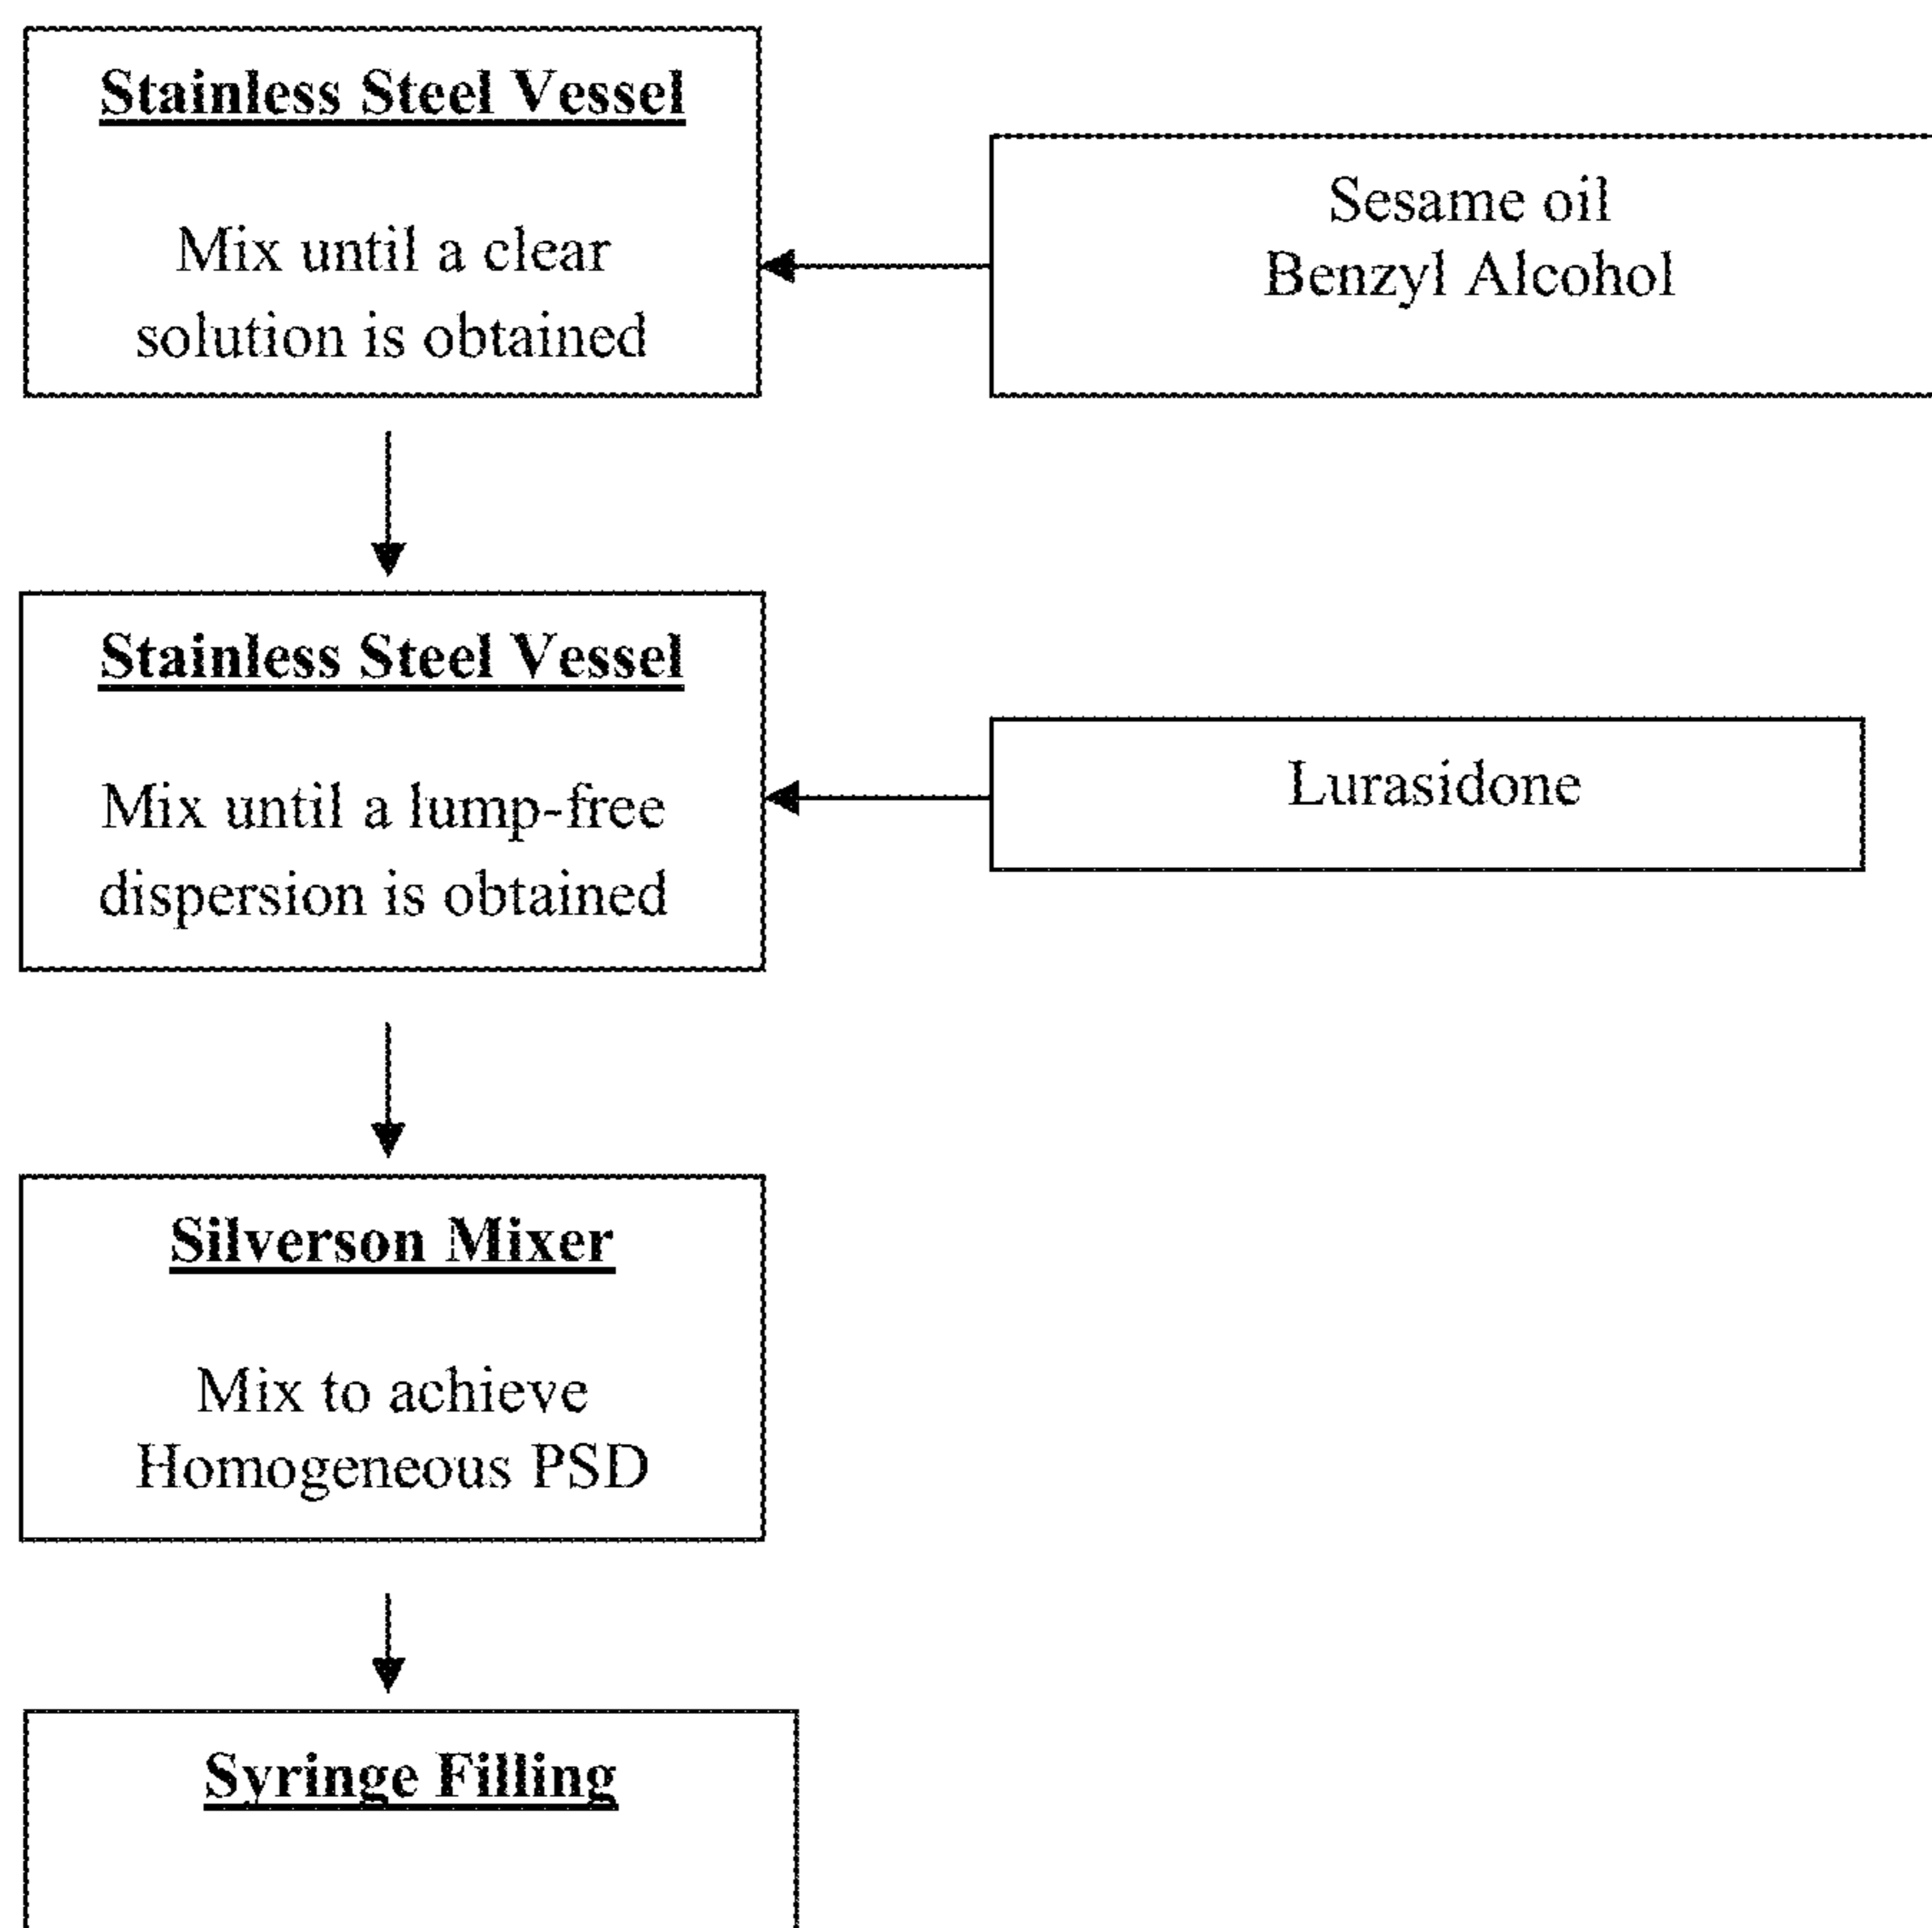 Stainless Steel Vessel
Mix until a clear
solution is obtained
Sesame oil
Benzyl Alcohol
Stainless Steel Vessel
Mix until a lump-free
dispersion is obtained
Lurasidone
Silverson Mixer
Mix to achieve
Homogeneous PSD
Syringe Filling